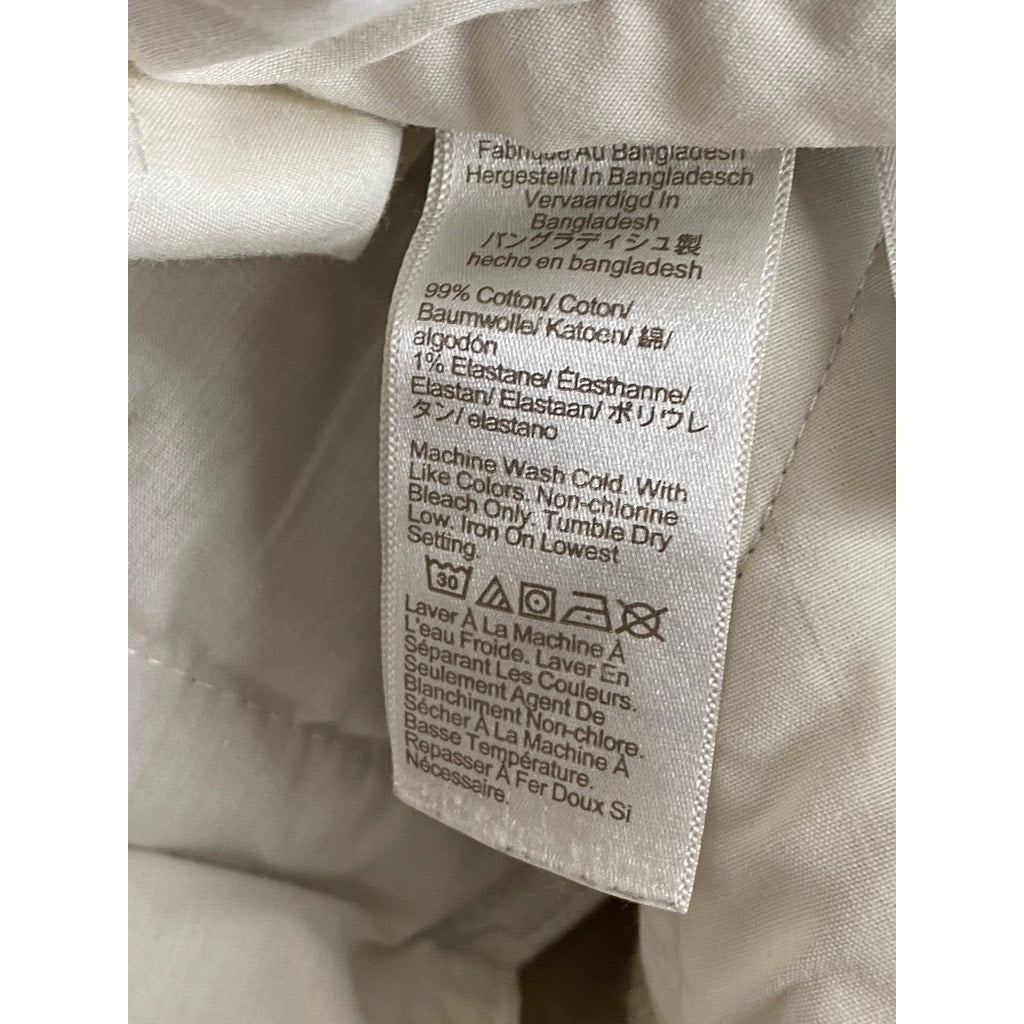 Fabriqué Au Bangladesh
Hergestellt In Bangladesch
Vervaardigd In
Bangladesh
バングラディシュ製
hecho en bangladesh
99% Cotton/ Coton/
Baumwolle/ Katoen/ 綿/
algodón
1% Elastane/ Élasthanne/
Elastan/ Elastaan/ ポリウレ
タン/ elastano
Machine Wash Cold. With
Like Colors. Non-chlorine
Bleach Only. Tumble Dry
Low. Iron On Lowest
Setting.
30
Laver À La Machine À
L'eau Froide. Laver En
Séparant Les Couleurs.
Seulement Agent De
Blanchiment Non-chlore.
Sécher À La Machine À
Basse Température.
Repasser À Fer Doux Si
Nécessaire.